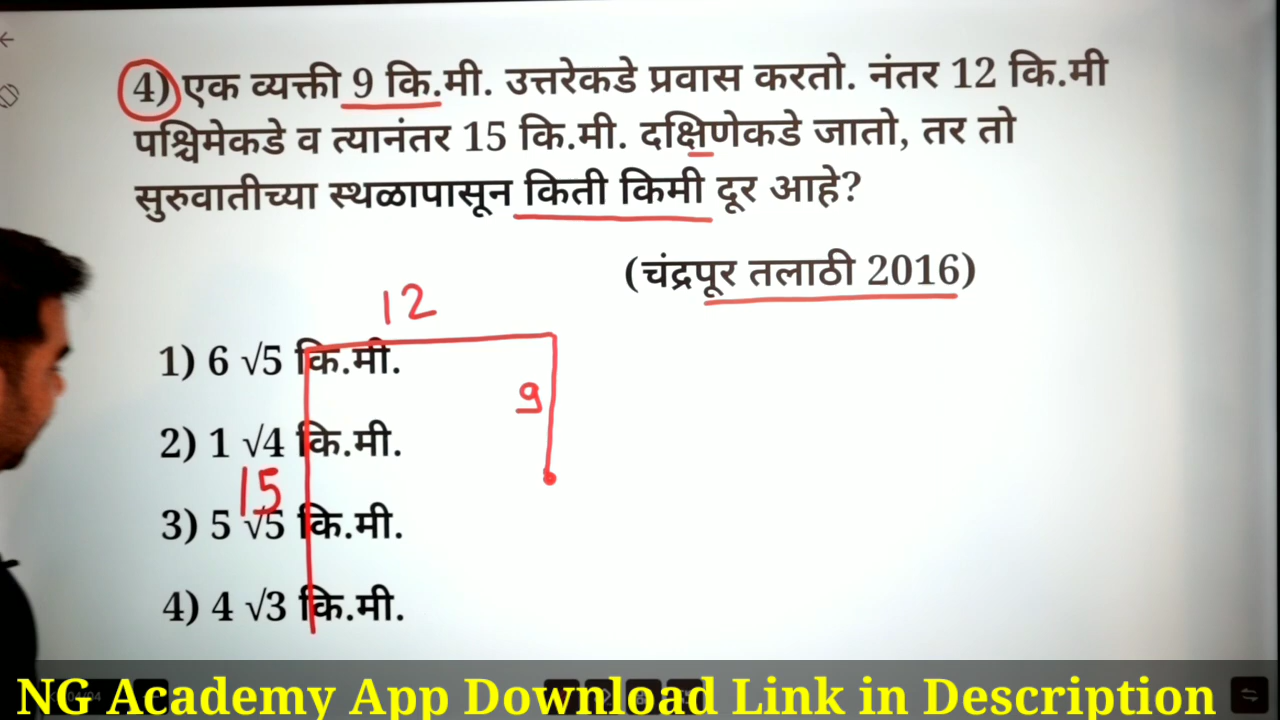 4) एक व्यक्ती 9 कि.मी. उत्तरेकडे प्रवास करतो. नंतर 12 कि.मी
पश्चिमेकडे व त्यानंतर 15 कि.मी. दक्षिणेकडे जातो, तर तो
सुरुवातीच्या स्थळापासून किती किमी दूर आहे?
(चंद्रपूर तलाठी 2016)
12
1) 6 √5 कि.मी.
9
2) 1 √4 कि.मी.
15
3) 5 √5 कि.मी.
4) 4 √3 कि.मी.
NG Academy App Download Link in Description